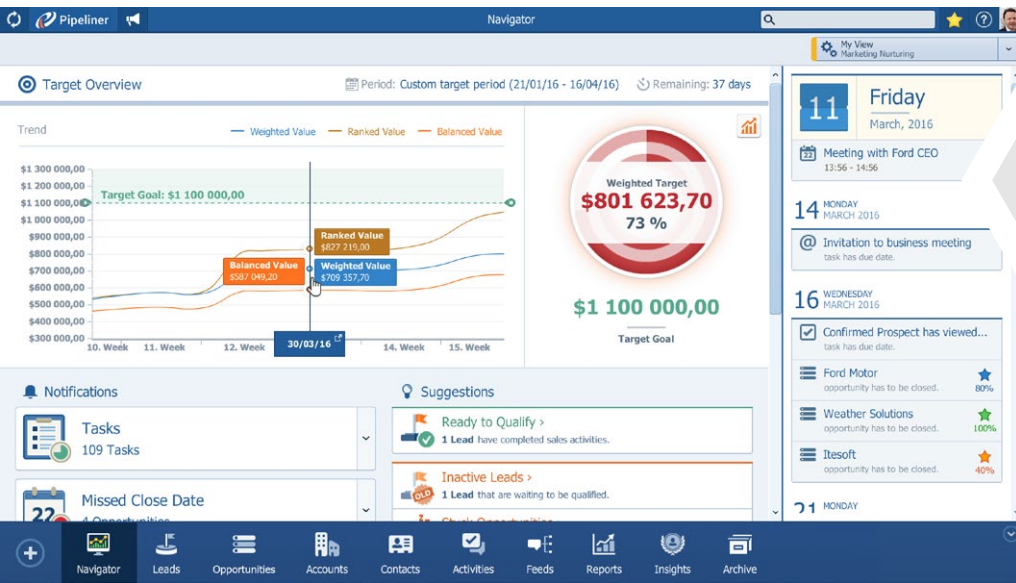 Pipeliner
Navigator
My View
Marketing Nurturing
Target Overview
Period: Custom target period (21/01/16 - 16/04/16)
Remaining: 37 days
Trend
Weighted Value
Ranked Value
Balanced Value
$1 300 000,00
$1 200 000,00
$1 100 000,00
$1 000 000,00
$900 000,00
$800 000,00
$700 000,00
$600 000,00
$500 000,00
$400 000,00
$300 000,00
Target Goal: $1 100 000,00
Ranked Value
$827 219,00
Balanced Value
$587 049,20
Weighted Value
$709 357,70
10. Week
11. Week
12. Week
30/03/16
14. Week
15. Week
Weighted Target
$801 623,70
73 %
$1 100 000,00
Target Goal
11
Friday
March, 2016
22
Meeting with Ford CEO
13:56 - 14:56
14 MONDAY
MARCH 2016
@ Invitation to business meeting
task has due date.
16 WEDNESDAY
MARCH 2016
Confirmed Prospect has viewed...
task has due date.
Ford Motor
opportunity has to be closed.
80%
Weather Solutions
opportunity has to be closed.
100%
Itesoft
opportunity has to be closed.
40%
21 MONDAY
Notifications
Tasks
109 Tasks
22
Missed Close Date
4 Opportunities
Suggestions
Ready to Qualify >
1 Lead have completed sales activities.
OLD
Inactive Leads >
1 Lead that are waiting to be qualified.
Stuck Opportunities
Navigator
Leads
Opportunities
Accounts
Contacts
Activities
Feeds
Reports
Insights
Archive